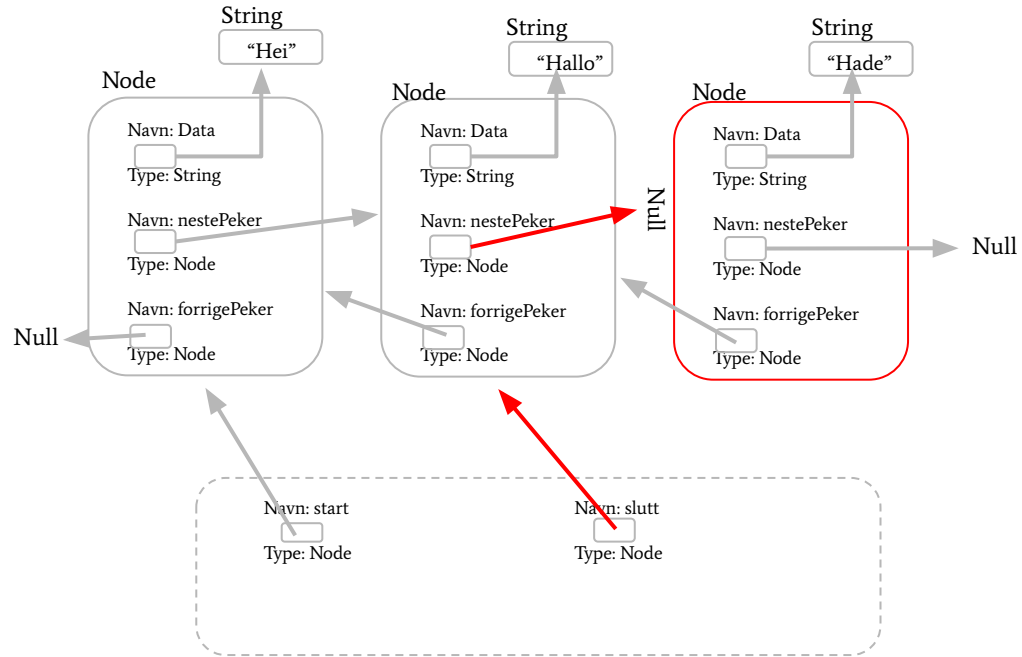 String
“Hei”
Node
Navn: Data
Type: String
Navn: nestePeker
Type: Node
Navn: forrigePeker
Type: Node
Null
String
“Hallo”
Node
Navn: Data
Type: String
Navn: nestePeker
Type: Node
Navn: forrigePeker
Type: Node
Null
String
“Hade”
Node
Navn: Data
Type: String
Navn: nestePeker
Type: Node
Navn: forrigePeker
Type: Node
Null
Navn: start
Type: Node
Navn: slutt
Type: Node